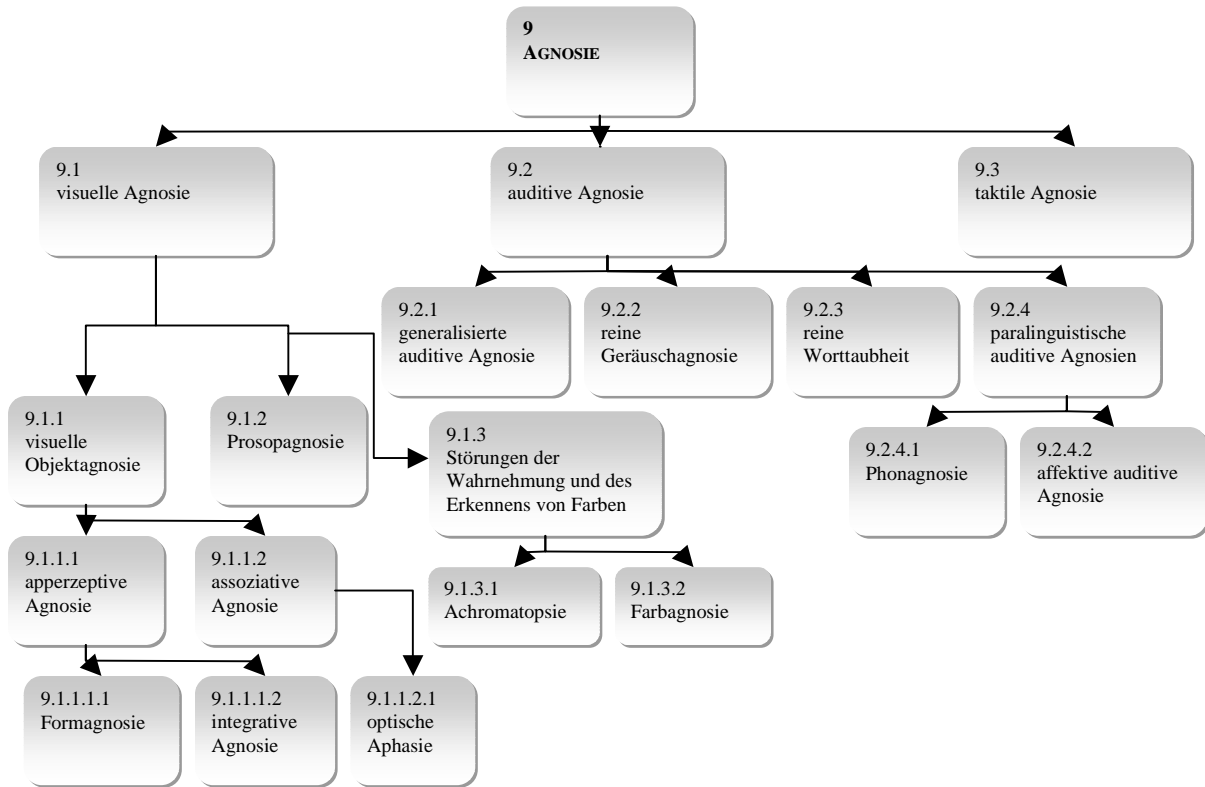 9
AGNOSIE
9.1
visuelle Agnosie
9.2
auditive Agnosie
9.3
taktile Agnosie
9.2.1
generalisierte
auditive Agnosie
9.2.2
reine
Geräuschagnosie
9.2.3
reine
Worttaubheit
9.2.4
paralinguistische
auditive Agnosien
9.1.1
visuelle
Objektagnosie
9.1.2
Prosopagnosie
9.1.3
Störungen der
Wahrnehmung und des
Erkennens von Farben
9.2.4.1
Phonagnosie
9.2.4.2
affektive auditive
Agnosie
9.1.1.1
apperzeptive
Agnosie
9.1.1.2
assoziative
Agnosie
9.1.3.1
Achromatopsie
9.1.3.2
Farbagnosie
9.1.1.1.1
Formagnosie
9.1.1.1.2
integrative
Agnosie
9.1.1.2.1
optische
Aphasie